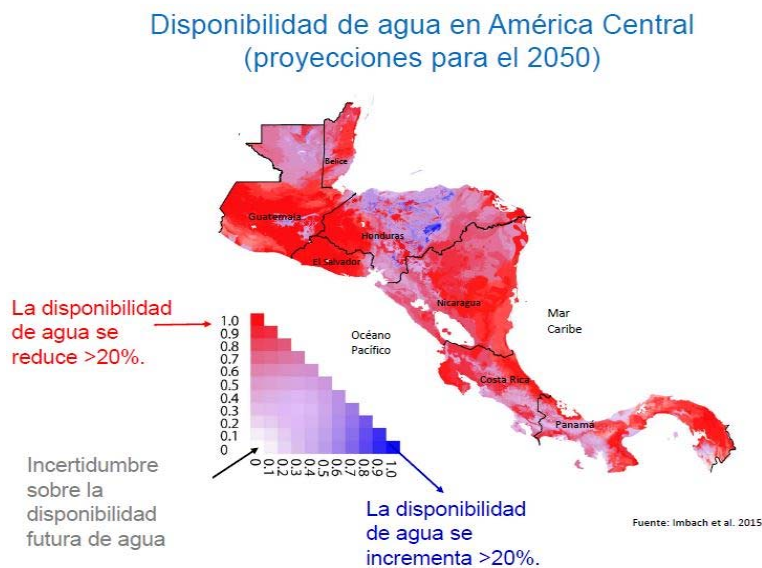 Disponibilidad de agua en América Central
(proyecciones para el 2050)
Belice
Guatemala
Honduras
El Salvador
Nicaragua
Mar
Caribe
Océano
Pacífico
Costa Rica
Panamá
La disponibilidad
de agua se
reduce >20%.
1.0
0.9
0.8
0.7
0.6
0.5
0.4
0.3
0.2
0.1
0
0 0.1 0.2 0.3 0.4 0.5 0.6 0.7 0.8 0.9 1.0
Incertidumbre
sobre la
disponibilidad
futura de agua
La disponibilidad
de agua se
incrementa >20%.
Fuente: Imbach et al. 2015